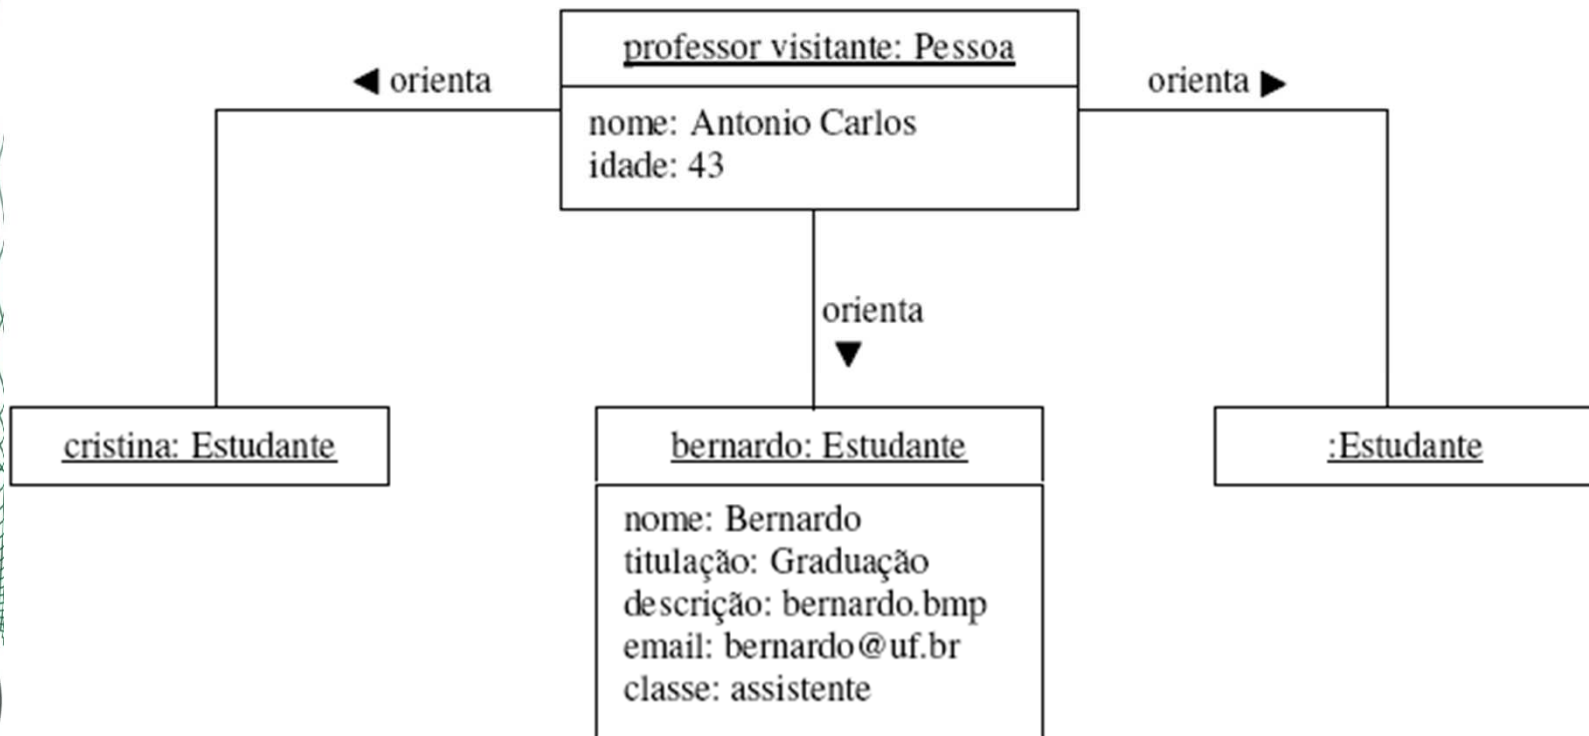 professor visitante: Pessoa
orienta
orienta
nome: Antonio Carlos
idade: 43
orienta
cristina: Estudante
bernardo: Estudante
:Estudante
nome: Bernardo
titulação: Graduação
descrição: bernardo.bmp
email: bernardo@uf.br
classe: assistente